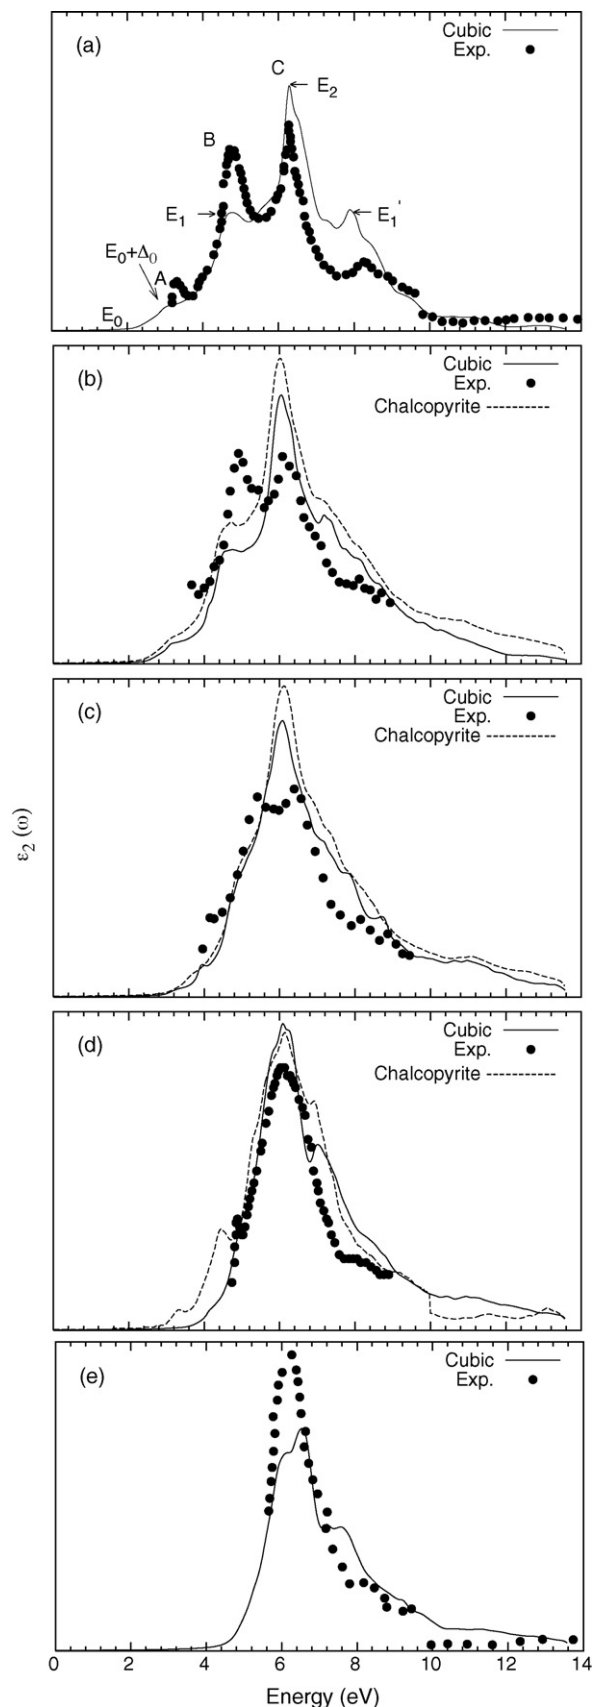 (a)
Cubic
Exp.
C
E2
B
E1
E1'
E0+Δ0
A
E0
(b)
Cubic
Exp.
Chalcopyrite
(c)
Cubic
Exp.
Chalcopyrite
ε2 (ω)
(d)
Cubic
Exp.
Chalcopyrite
(e)
Cubic
Exp.
0 2 4 6 8 10 12 14
Energy (eV)